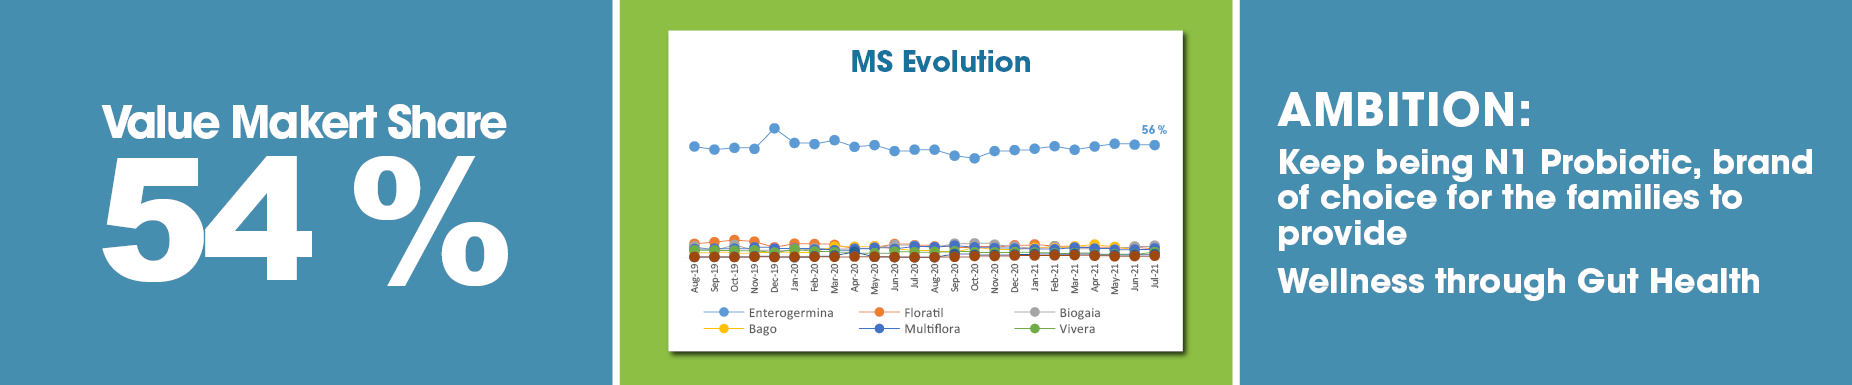 Value Makert Share
54 %
MS Evolution
56 %
Aug-19 Sep-19 Oct-19 Nov-19 Dec-19 Jan-20 Feb-20 Mar-20 Apr-20 May-20 Jun-20 Jul-20 Aug-20 Sep-20 Oct-20 Nov-20 Dec-20 Jan-21 Feb-21 Mar-21 Apr-21 May-21 Jun-21 Jul-21
Enterogermina Floratil Biogaia
Bago Multiflora Vivera
AMBITION:
Keep being N1 Probiotic, brand
of choice for the families to
provide
Wellness through Gut Health